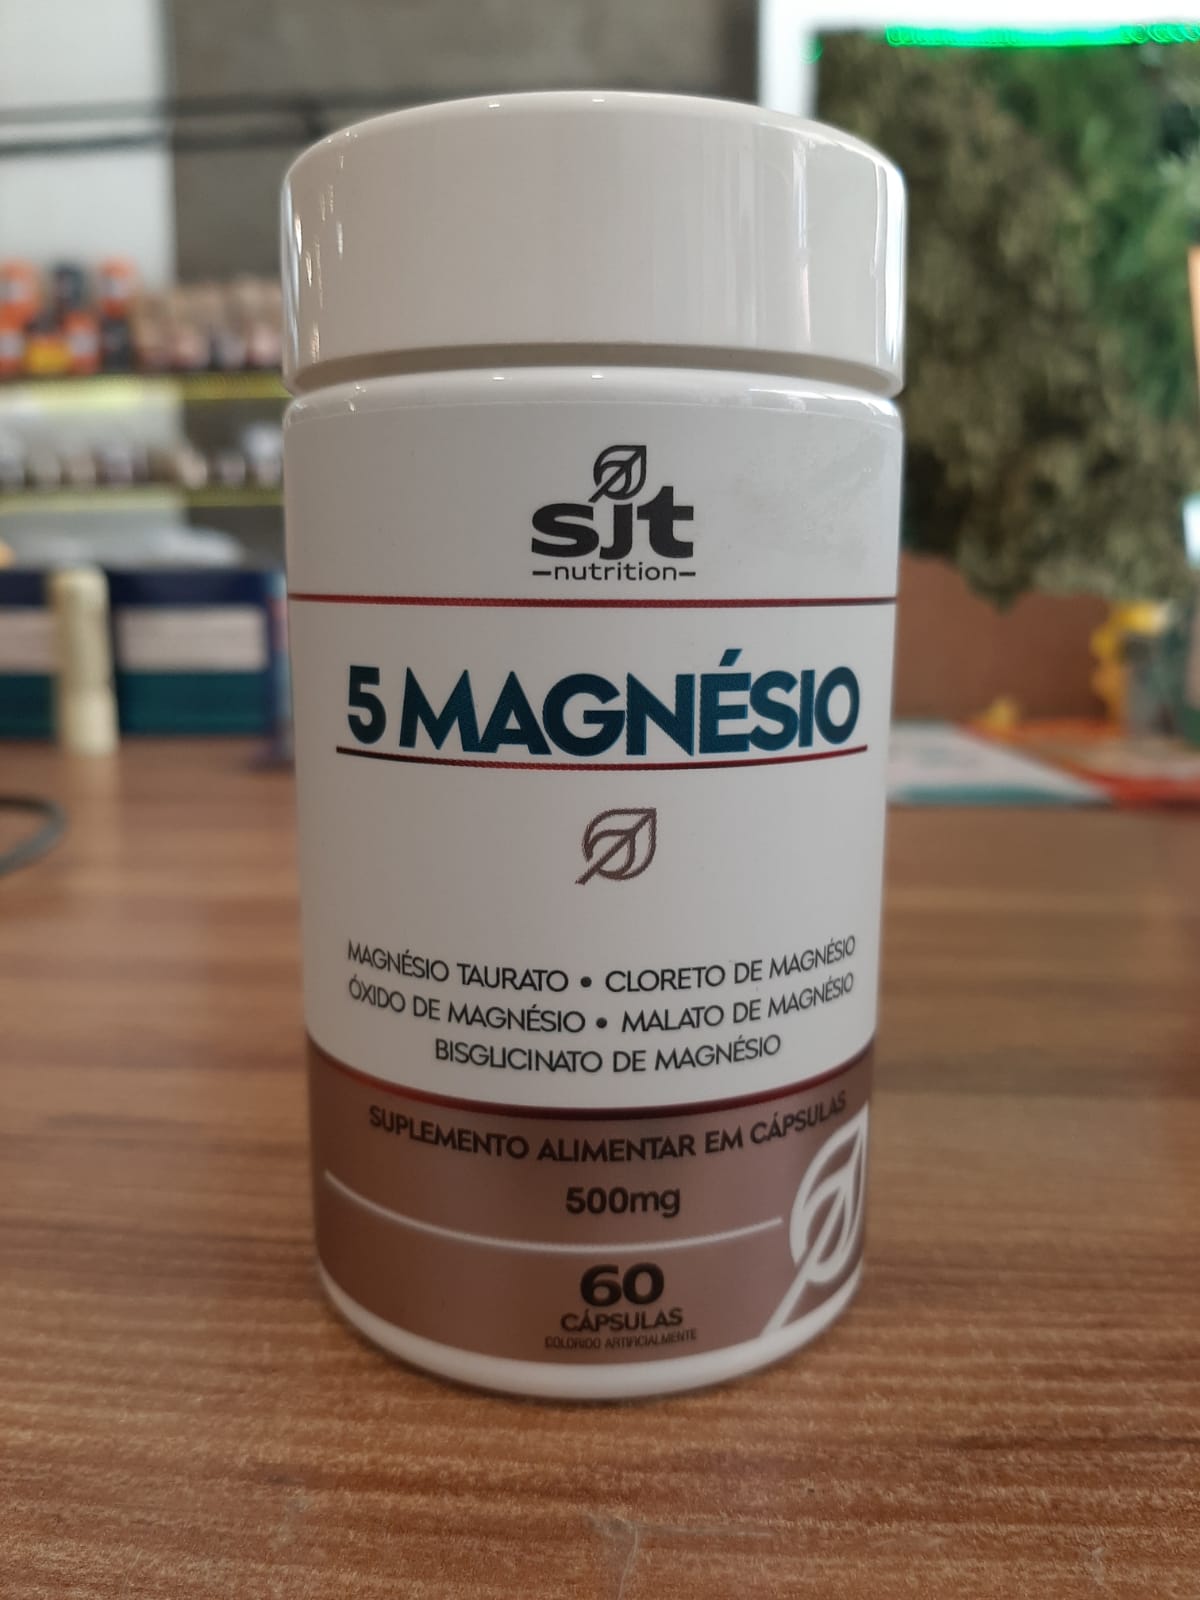 sjt
nutrition
5 MAGNÉSIO
MAGNÉSIO TAURATO • CLORETO DE MAGNÉSIO
ÓXIDO DE MAGNÉSIO • MALATO DE MAGNÉSIO
BISGLICINATO DE MAGNÉSIO
SUPLEMENTO ALIMENTAR EM CÁPSULAS
500mg
60
CÁPSULAS
COLORIDO ARTIFICIALMENTE